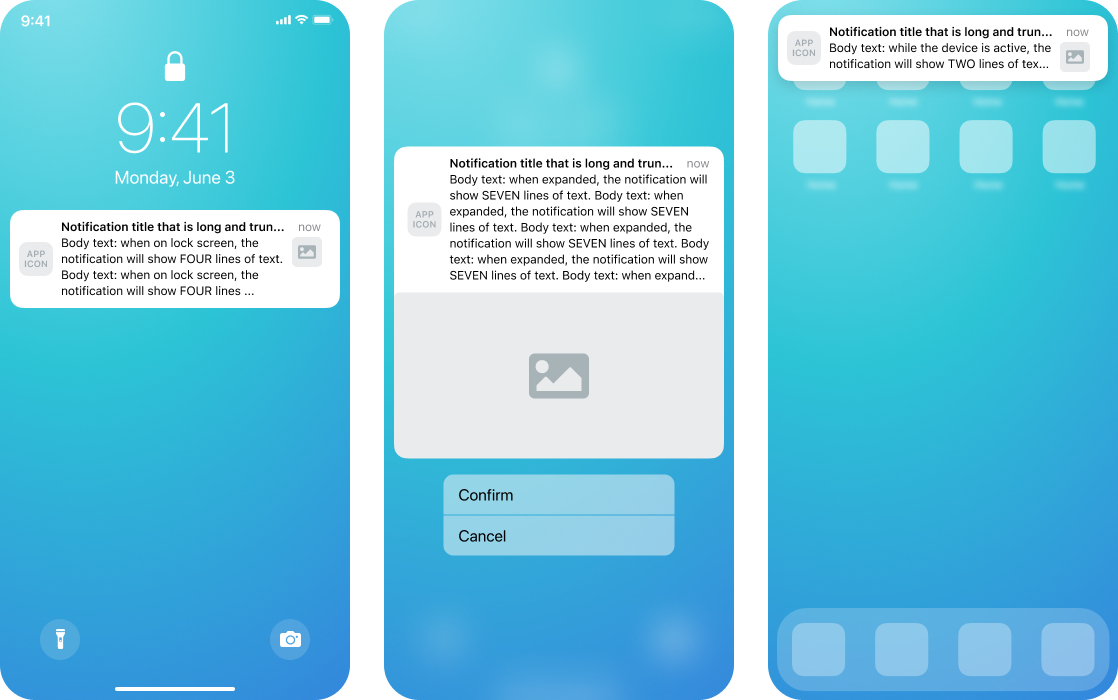 9:41
9:41
Monday, June 3
APP
ICON
Notification title that is long and trun...
now
Body text: when on lock screen, the
notification will show FOUR lines of text.
Body text: when on lock screen, the
notification will show FOUR lines ...
APP
ICON
Notification title that is long and trun...
now
Body text: when expanded, the notification will
show SEVEN lines of text. Body text: when
expanded, the notification will show SEVEN
lines of text. Body text: when expanded, the
notification will show SEVEN lines of text. Body
text: when expanded, the notification will show
SEVEN lines of text. Body text: when expand...
Confirm
Cancel
APP
ICON
Notification title that is long and trun...
now
Body text: while the device is active, the
notification will show TWO lines of tex...